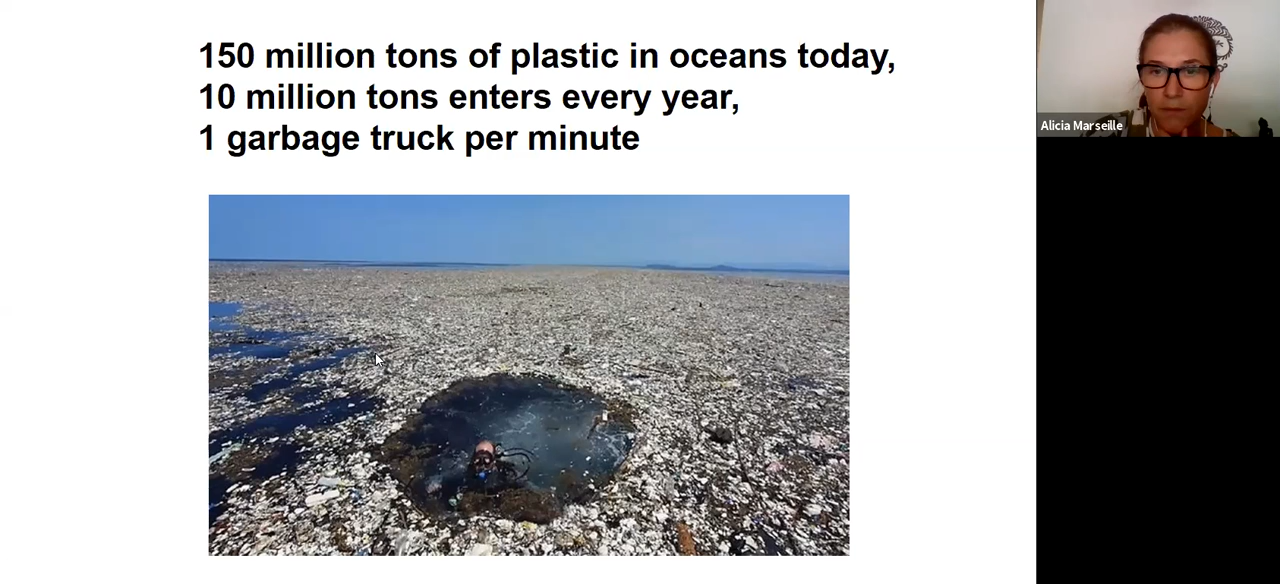 150 million tons of plastic in oceans today,
10 million tons enters every year,
1 garbage truck per minute
Alicia Marseille